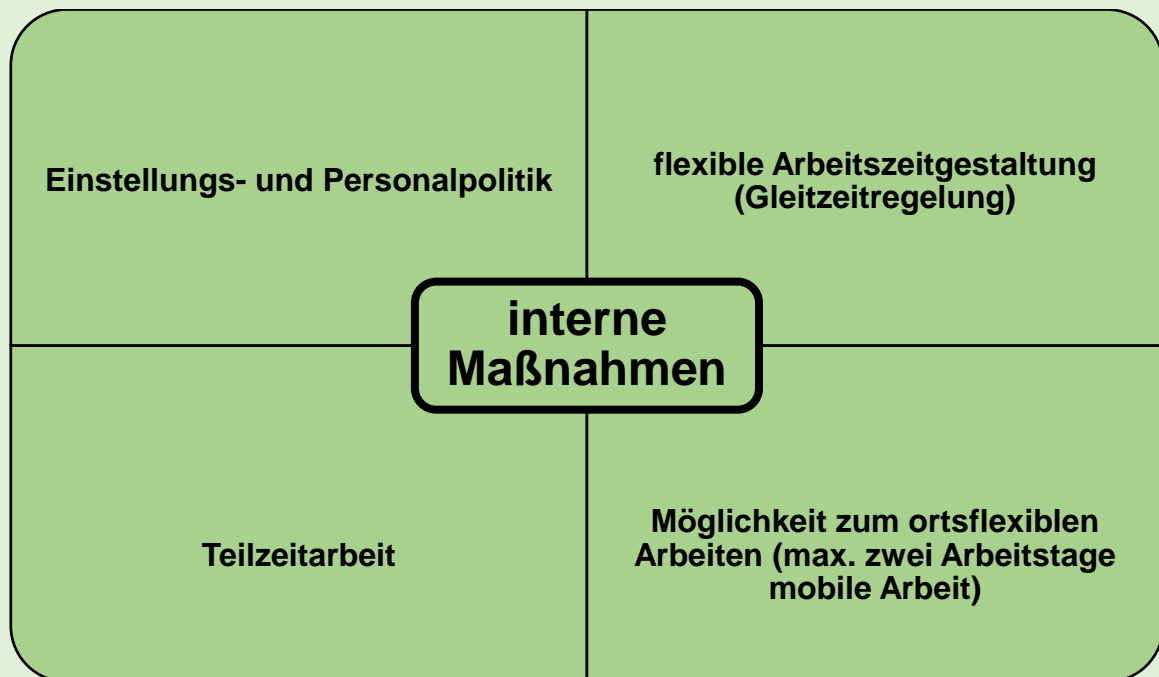 Einstellungs- und Personalpolitik
flexible Arbeitszeitgestaltung
(Gleitzeitregelung)
interne
Maßnahmen
Teilzeitarbeit
Möglichkeit zum ortsflexiblen
Arbeiten (max. zwei Arbeitstage
mobile Arbeit)